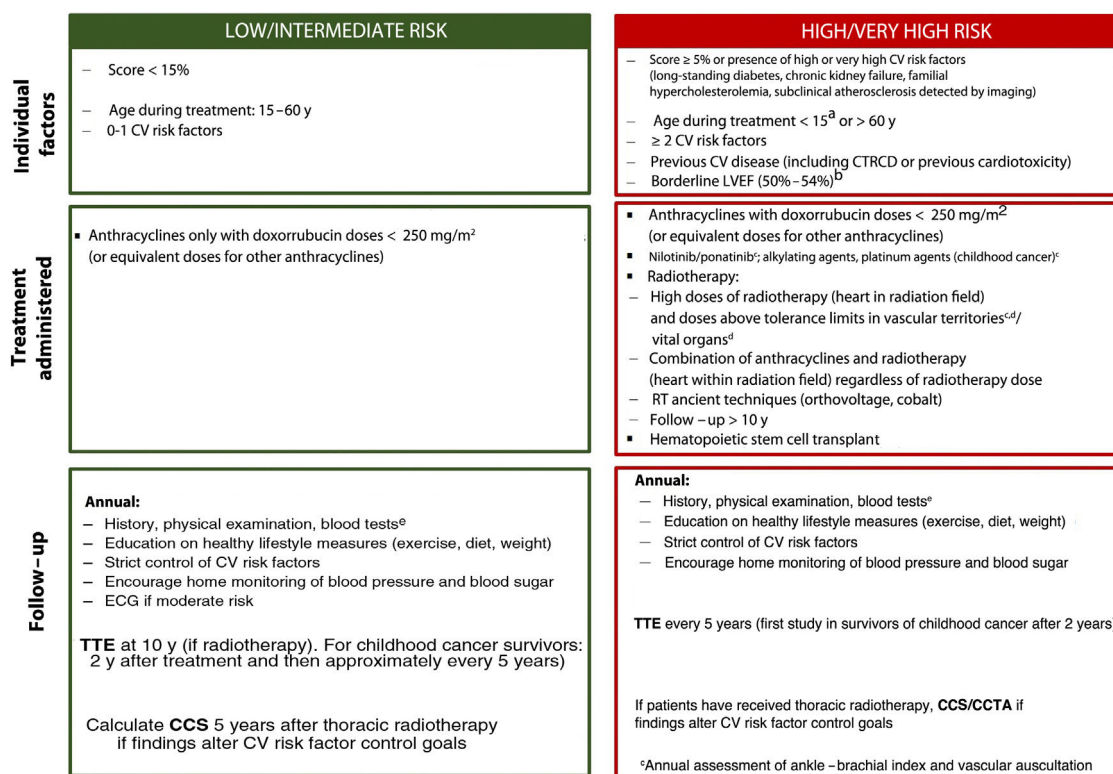 LOW/INTERMEDIATE RISK
HIGH/VERY HIGH RISK
Individual
factors
– Score < 15%
– Age during treatment: 15–60 y
– 0-1 CV risk factors
– Score ≥ 5% or presence of high or very high CV risk factors
(long-standing diabetes, chronic kidney failure, familial
hypercholesterolemia, subclinical atherosclerosis detected by imaging)
– Age during treatment < 15a or > 60 y
– ≥ 2 CV risk factors
– Previous CV disease (including CTRCD or previous cardiotoxicity)
– Borderline LVEF (50%–54%)b
Treatment
administered
▪ Anthracyclines only with doxorrubucin doses < 250 mg/m²
(or equivalent doses for other anthracyclines)
▪ Anthracyclines with doxorrubucin doses < 250 mg/m2
(or equivalent doses for other anthracyclines)
▪ Nilotinib/ponatinibc; alkylating agents, platinum agents (childhood cancer)c
▪ Radiotherapy:
– High doses of radiotherapy (heart in radiation field)
and doses above tolerance limits in vascular territoriesc,d/
vital organsd
– Combination of anthracyclines and radiotherapy
(heart within radiation field) regardless of radiotherapy dose
– RT ancient techniques (orthovoltage, cobalt)
– Follow–up > 10 y
▪ Hematopoietic stem cell transplant
Follow–up
Annual:
– History, physical examination, blood testse
– Education on healthy lifestyle measures (exercise, diet, weight)
– Strict control of CV risk factors
– Encourage home monitoring of blood pressure and blood sugar
– ECG if moderate risk
TTE at 10 y (if radiotherapy). For childhood cancer survivors:
2 y after treatment and then approximately every 5 years)
Calculate CCS 5 years after thoracic radiotherapy
if findings alter CV risk factor control goals
Annual:
– History, physical examination, blood testse
– Education on healthy lifestyle measures (exercise, diet, weight)
– Strict control of CV risk factors
– Encourage home monitoring of blood pressure and blood sugar
TTE every 5 years (first study in survivors of childhood cancer after 2 years)
If patients have received thoracic radiotherapy, CCS/CCTA if
findings alter CV risk factor control goals
cAnnual assessment of ankle–brachial index and vascular auscultation